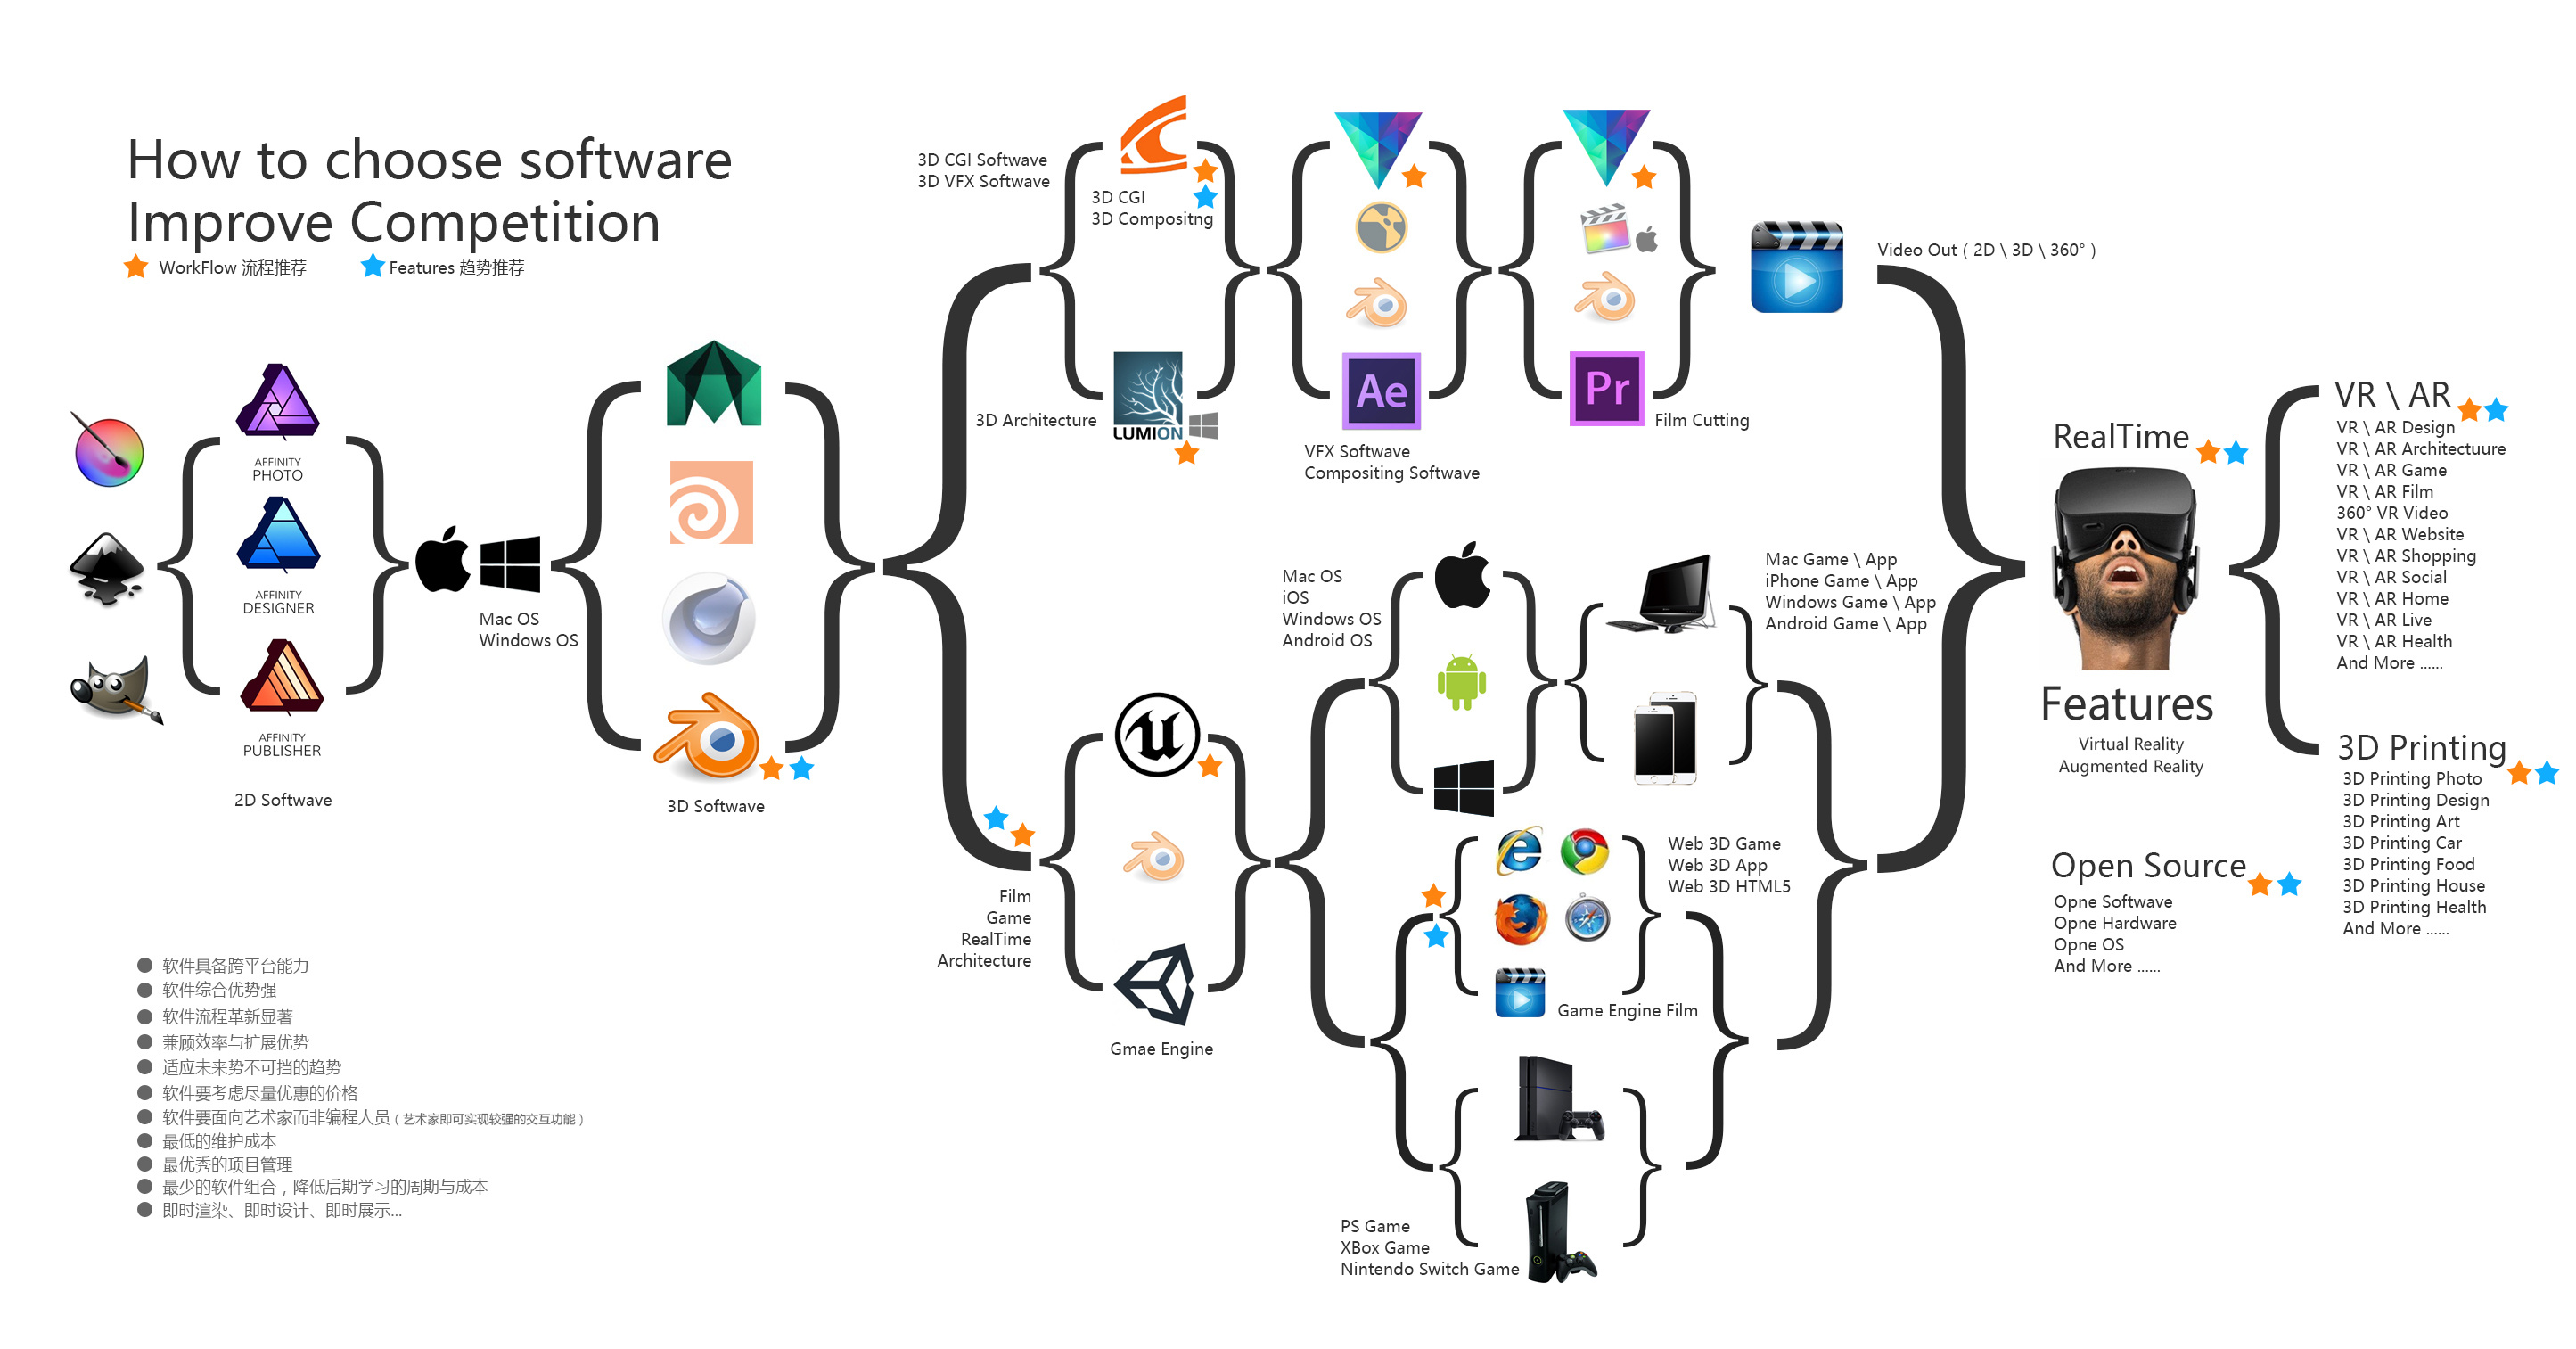 How to choose software
Improve Competition
WorkFlow 流程推荐
Features 趋势推荐
AFFINITY
PHOTO
AFFINITY
DESIGNER
AFFINITY
PUBLISHER
2D Softwave
Mac OS
Windows OS
3D Softwave
3D CGI Softwave
3D VFX Softwave
3D CGI
3D Compositng
3D Architecture
LUMION
Ae
VFX Softwave
Compositing Softwave
Pr
Film Cutting
Video Out ( 2D \ 3D \ 360° )
Film
Game
RealTime
Architecture
Gmae Engine
Mac OS
iOS
Windows OS
Android OS
Mac Game \ App
iPhone Game \ App
Windows Game \ App
Android Game \ App
Web 3D Game
Web 3D App
Web 3D HTML5
Game Engine Film
PS Game
XBox Game
Nintendo Switch Game
RealTime
Features
Virtual Reality
Augmented Reality
Open Source
Opne Softwave
Opne Hardware
Opne OS
And More ......
VR \ AR
VR \ AR Design
VR \ AR Architectuure
VR \ AR Game
VR \ AR Film
360° VR Video
VR \ AR Website
VR \ AR Shopping
VR \ AR Social
VR \ AR Home
VR \ AR Live
VR \ AR Health
And More ......
3D Printing
3D Printing Photo
3D Printing Design
3D Printing Art
3D Printing Car
3D Printing Food
3D Printing House
3D Printing Health
And More ......
软件具备跨平台能力
软件综合优势强
软件流程革新显著
兼顾效率与扩展优势
适应未来势不可挡的趋势
软件要考虑尽量优惠的价格
软件要面向艺术家而非编程人员（艺术家即可实现较强的交互功能）
最低的维护成本
最优秀的项目管理
最少的软件组合，降低后期学习的周期与成本
即时渲染、即时设计、即时展示...